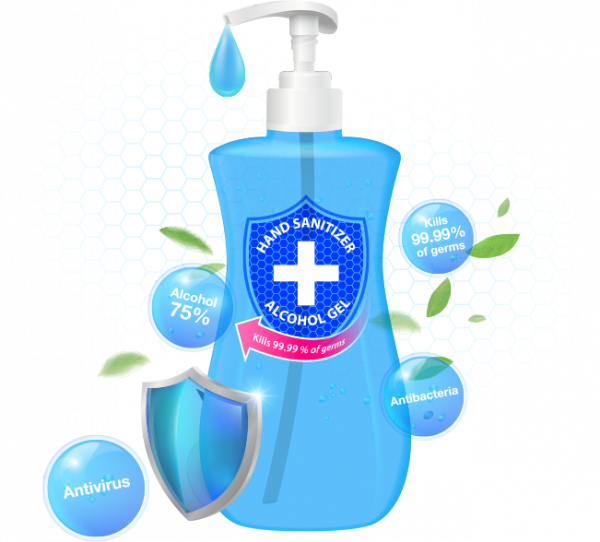 Kills
99.99%
of germs
HAND SANITIZER
ALCOHOL GEL
Alcohol
75%
Kills 99.99 % of germs
Antibacteria
Antivirus